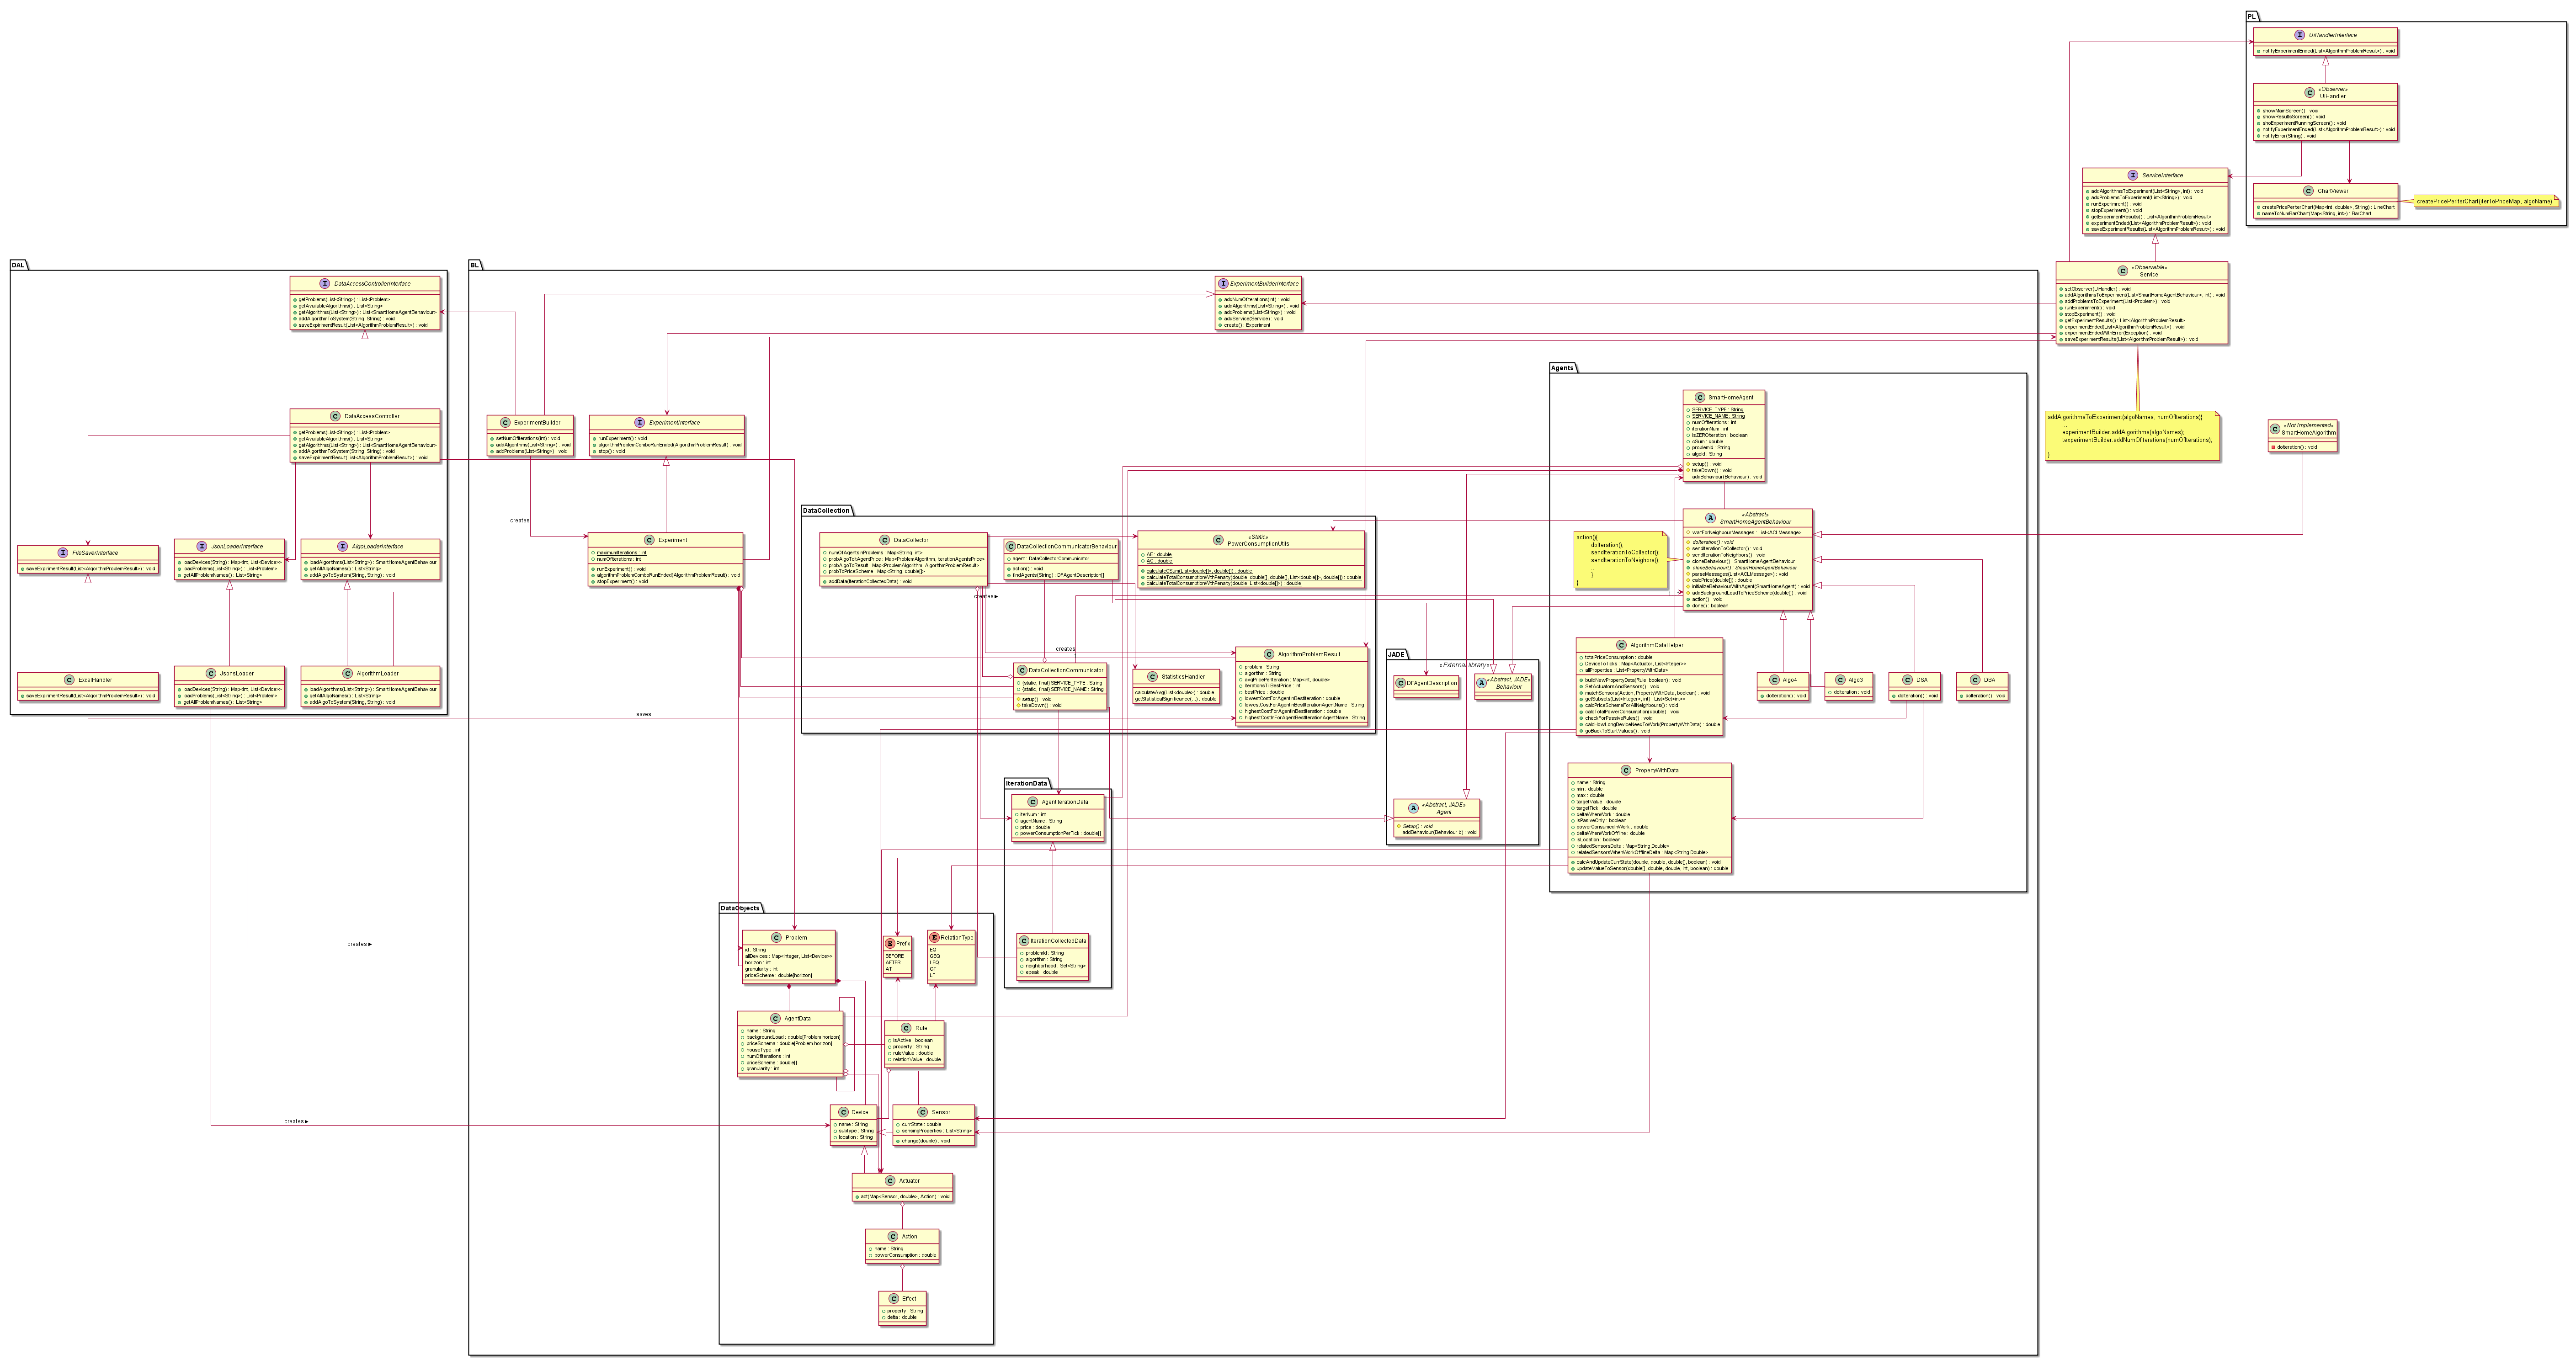 PL
UiHandlerInterface
notifyExperimentEnded(List<AlgorithmProblemResult>) : void
«Observer»
UiHandler
showMainScreen() : void
showResultsScreen() : void
shoExperimentRunningScreen() : void
notifyExperimentEnded(List<AlgorithmProblemResult>) : void
notifyError(String) : void
ChartViewer
createPricePerIterChart(Map<int, double>, String) : LineChart
nameToNumBarChart(Map<String, int>) : BarChart
createPricePerIterChart(iterToPriceMap, algoName)
ServiceInterface
addAlgorithmsToExperiment(List<String>, int) : void
addProblemsToExperiment(List<String>) : void
runExperimrent() : void
stopExperiment() : void
getExperimentResults() : List<AlgorithmProblemResult>
experimentEnded(List<AlgorithmProblemResult>) : void
saveExperimentResults(List<AlgorithmProblemResult>) : void
«Observable»
Service
setObserver(UiHandler) : void
addAlgorithmsToExperiment(List<SmartHomeAgentBehaviour>, int) : void
addProblemsToExperiment(List<Problem>) : void
runExperimrent() : void
stopExperiment() : void
getExperimentResults() : List<AlgorithmProblemResult>
experimentEnded(List<AlgorithmProblemResult>) : void
experimentEndedWithError(Exception) : void
saveExperimentResults(List<AlgorithmProblemResult>) : void
addAlgorithmsToExperiment(algoNames, numOfIterations){
...
experimentBuilder.addAlgorithms(algoNames);
experimentBuilder.addNumOfIterations(numOfIterations);
...
}
«Not Implemented»
SmartHomeAlgorithm
doIteration() : void
DAL
DataAccessControllerInterface
getProblems(List<String>) : List<Problem>
getAvailableAlgorithms() : List<String>
getAlgorithms(List<String>) : List<SmartHomeAgentBehaviour>
addAlgorithmToSystem(String, String) : void
saveExperimentResult(List<AlgorithmProblemResult>) : void
DataAccessController
getProblems(List<String>) : List<Problem>
getAvailableAlgorithms() : List<String>
getAlgorithms(List<String>) : List<SmartHomeAgentBehaviour>
addAlgorithmToSystem(String, String) : void
saveExperimentResult(List<AlgorithmProblemResult>) : void
FileSaverInterface
saveExperimentResult(List<AlgorithmProblemResult>) : void
JsonLoaderInterface
loadDevices(String) : Map<int, List<Device>>
loadProblems(List<String>) : List<Problem>
getAllProblemNames() : List<String>
AlgoLoaderInterface
loadAlgorithms(List<String>) : SmartHomeAgentBehaviour
getAllAlgoNames() : List<String>
addAlgoToSystem(String, String) : void
ExcelHandler
saveExperimentResult(List<AlgorithmProblemResult>) : void
JsonsLoader
loadDevices(String) : Map<int, List<Device>>
loadProblems(List<String>) : List<Problem>
getAllProblemNames() : List<String>
AlgorithmLoader
loadAlgorithms(List<String>) : SmartHomeAgentBehaviour
getAllAlgoNames() : List<String>
addAlgoToSystem(String, String) : void
BL
ExperimentBuilderInterface
addNumOfIterations(int) : void
addAlgorithms(List<String>) : void
addProblems(List<String>) : void
addService(Service) : void
create() : Experiment
ExperimentBuilder
setNumOfIterations(int) : void
addAlgorithms(List<String>) : void
addProblems(List<String>) : void
ExperimentInterface
runExperiment() : void
algorithmProblemComboRunEnded(AlgorithmProblemResult) : void
stop() : void
creates
Experiment
maximumIterations : int
numOfIterations : int
runExperiment() : void
algorithmProblemComboRunEnded(AlgorithmProblemResult) : void
stopExperiment() : void
DataCollection
DataCollector
numOfAgentsInProblems : Map<String, int>
probAlgoToItAgentPrice : Map<ProblemAlgorithm, IterationAgentsPrice>
probAlgoToResult : Map<ProblemAlgorithm, AlgorithmProblemResult>
probToPriceScheme : Map<String, double[]>
addData(IterationCollectedData) : void
DataCollectionCommunicatorBehaviour
agent : DataCollectionCommunicator
action() : void
findAgents(String) : DFAgentDescription[]
«Static»
PowerConsumptionUtils
AE : double
AC : double
calculateCSum(List<double[]>, double[]) : double
calculateTotalConsumptionWithPenalty(double, double[], double[], List<double[]>, double[]) : double
calculateTotalConsumptionWithPenalty(double, List<double[]>) : double
creates ▶
creates
DataCollectionCommunicator
(static, final) SERVICE_TYPE : String
(static, final) SERVICE_NAME : String
setup() : void
takeDown() : void
StatisticsHandler
calculateAvg(List<double>) : double
getStatisticalSignificance(...) : double
AlgorithmProblemResult
problem : String
algorithm : String
avgPricePerIteration : Map<int, double>
iterationsTillBestPrice : int
bestPrice : double
lowestCostForAgentInBestIteration : double
lowestCostForAgentInBestIterationAgentName : String
highestCostForAgentInBestIteration : double
highestCostInForAgentBestIterationAgentName : String
saves
Agents
SmartHomeAgent
SERVICE_TYPE : String
SERVICE_NAME : String
numOfIterations : int
iterationNum : int
isZEROIteration : boolean
cSum : double
problemId : String
algoId : String
setup() : void
takeDown() : void
addBehaviour(Behaviour) : void
action(){
doIteration();
sendIterationToCollector();
sendIterationToNeighbrs();
...
}
}
«Abstract»
SmartHomeAgentBehaviour
waitForNeighbourMessages : List<ACLMessage>
doIteration() : void
sendIterationToCollector() : void
sendIterationToNeighbors() : void
cloneBehaviour() : SmartHomeAgentBehaviour
cloneBehaviour() : SmartHomeAgentBehaviour
parseMessages(List<ACLMessage>) : void
calcPrice(double[]) : double
initializeBehaviourWithAgent(SmartHomeAgent) : void
addBackgroundLoadToPriceScheme(double[]) : void
action() : void
done() : boolean
1
AlgorithmDataHelper
totalPriceConsumption : double
DeviceToTicks : Map<Actuator, List<Integer>>
allProperties : List<PropertyWithData>
buildNewPropertyData(Rule, boolean) : void
SetActuatorsAndSensors() : void
matchSensors(Action, PropertyWithData, boolean) : void
getSubsets(List<Integer>, int) : List<Set<int>>
calcPriceSchemeForAllNeighbours() : void
calcTotalPowerConsumption(double) : void
checkForPassiveRules() : void
calcHowLongDeviceNeedToWork(PropertyWithData) : double
goBackToStartValues() : void
Algo4
doIteration() : void
Algo3
doIteration : void
DSA
doIteration() : void
DBA
doIteration() : void
PropertyWithData
name : String
min : double
max : double
targetValue : double
targetTick : double
deltaWhenWork : double
isPasiveOnly : boolean
powerConsumedInWork : double
deltaWhenWorkOffline : double
isLocation : boolean
relatedSensorsDelta : Map<String,Double>
relatedSensorsWhenWorkOfflineDelta : Map<String,Double>
calcAndUpdateCurrState(double, double, double[], boolean) : void
updateValueToSensor(double[], double, double, int, boolean) : double
JADE
«External library»
DFAgentDescription
«Abstract, JADE»
Behaviour
«Abstract, JADE»
Agent
Setup() : void
addBehaviour(Behaviour b) : void
IterationData
AgentIterationData
iterNum : int
agentName : String
price : double
powerConsumptionPerTick : double[]
IterationCollectedData
problemId : String
algorithm : String
neighborhood : Set<String>
epeak : double
DataObjects
Problem
id : String
allDevices : Map<Integer, List<Device>>
horizon : int
granularity : int
priceScheme : double[horizon]
Prefix
BEFORE
AFTER
AT
RelationType
EQ
GEQ
LEQ
GT
LT
creates ▶
AgentData
name : String
backgroundLoad : double[Problem.horizon]
priceSchema : double[Problem.horizon]
houseType : int
numOfIterations : int
priceScheme : double[]
granularity : int
Rule
isActive : boolean
property : String
ruleValue : double
relationValue : double
creates ▶
Device
name : String
subtype : String
location : String
Sensor
currState : double
sensingProperties : List<String>
change(double) : void
Actuator
act(Map<Sensor, double>, Action) : void
Action
name : String
powerConsumption : double
Effect
property : String
delta : double